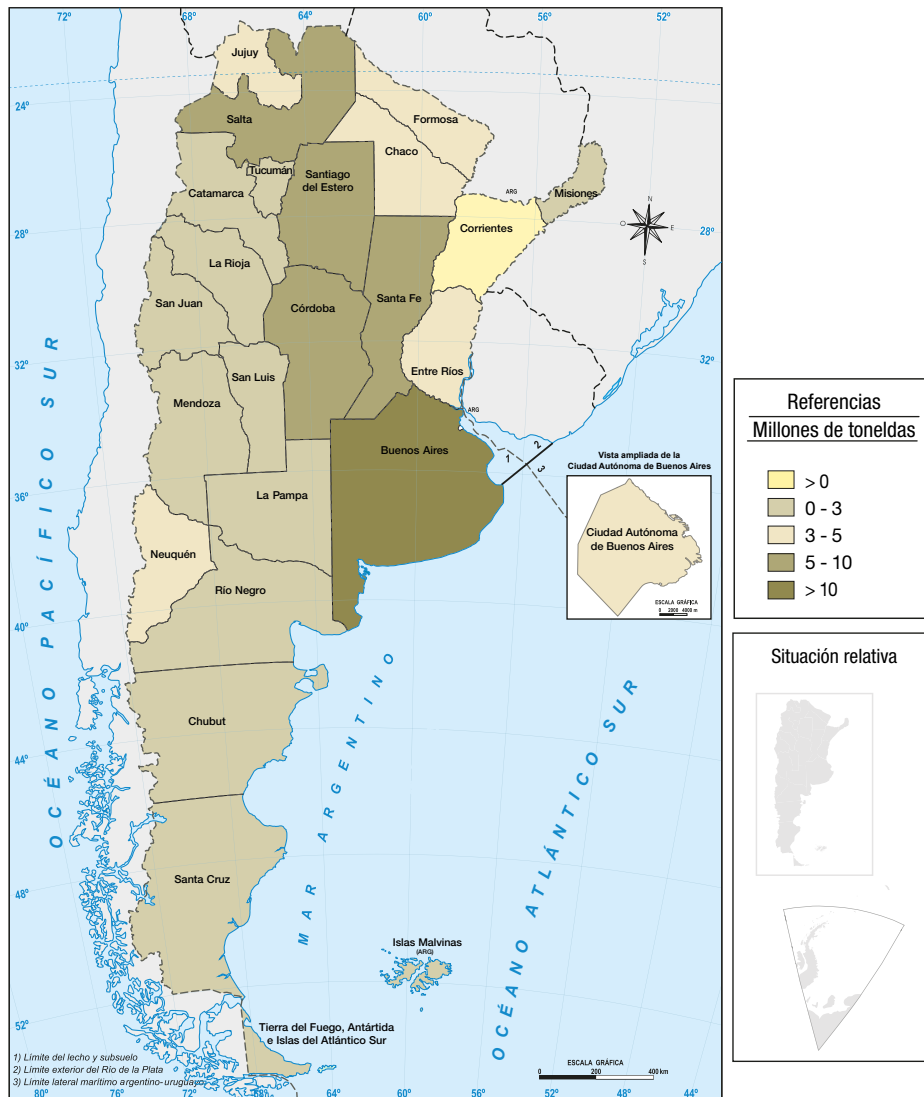 72º
68º
64º
60º
56º
52º
24º
28º
32º
36º
40º
44º
48º
52º
28º
32º
80º
76º
72º
68º
64º
60º
56º
52º
48º
44º
Jujuy
Salta
Formosa
Chaco
Tucumán
Santiago
del Estero
Catamarca
Misiones
ARG
Corrientes
La Rioja
San Juan
Santa Fe
Córdoba
Entre Ríos
San Luis
Mendoza
ARG
Buenos Aires
1
2
3
La Pampa
Neuquén
Río Negro
Chubut
Santa Cruz
Islas Malvinas
(ARG)
Tierra del Fuego, Antártida
e Islas del Atlántico Sur
N
O
E
S
OCÉANO PACÍFICO SUR
MAR ARGENTINO
OCÉANO ATLÁNTICO SUR
Vista ampliada de la
Ciudad Autónoma de Buenos Aires
Ciudad Autónoma
de Buenos Aires
ESCALA GRÁFICA
0 2000 4000 m
1) Límite del lecho y subsuelo
2) Límite exterior del Río de la Plata
3) Límite lateral marítimo argentino-uruguayo
ESCALA GRÁFICA
0 200 400 km
Referencias
Millones de toneldas
> 0
0 - 3
3 - 5
5 - 10
> 10
Situación relativa